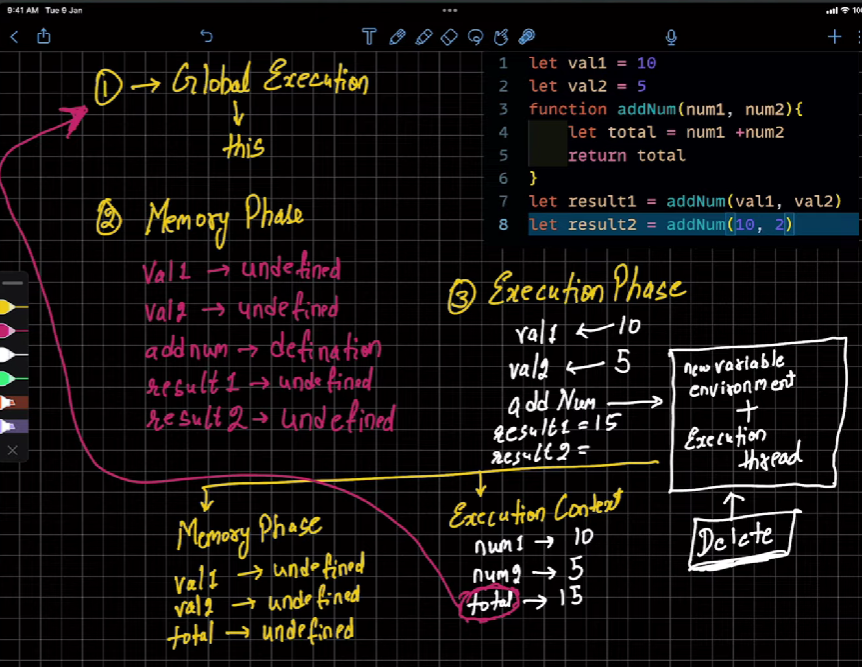 9:41 AM Tue 9 Jan
1 let val1 = 10
2 let val2 = 5
3 function addNum(num1, num2){
4 let total = num1 +num2
5 return total
6 }
7 let result1 = addNum(val1, val2)
8 let result2 = addNum(10, 2)
① → Global Execution
this
② Memory Phase
val1 → undefined
val2 → undefined
addnum → defination
result1 → undefined
result2 → undefined
③ Execution Phase
val1 ← 10
val2 ← 5
add Num →
result1 = 15
result2 =
new variable
environment
+
Execution
thread
Delete
Memory Phase
val1 → undefined
val2 → undefined
total → undefined
Execution Context
num1 → 10
num2 → 5
total → 15